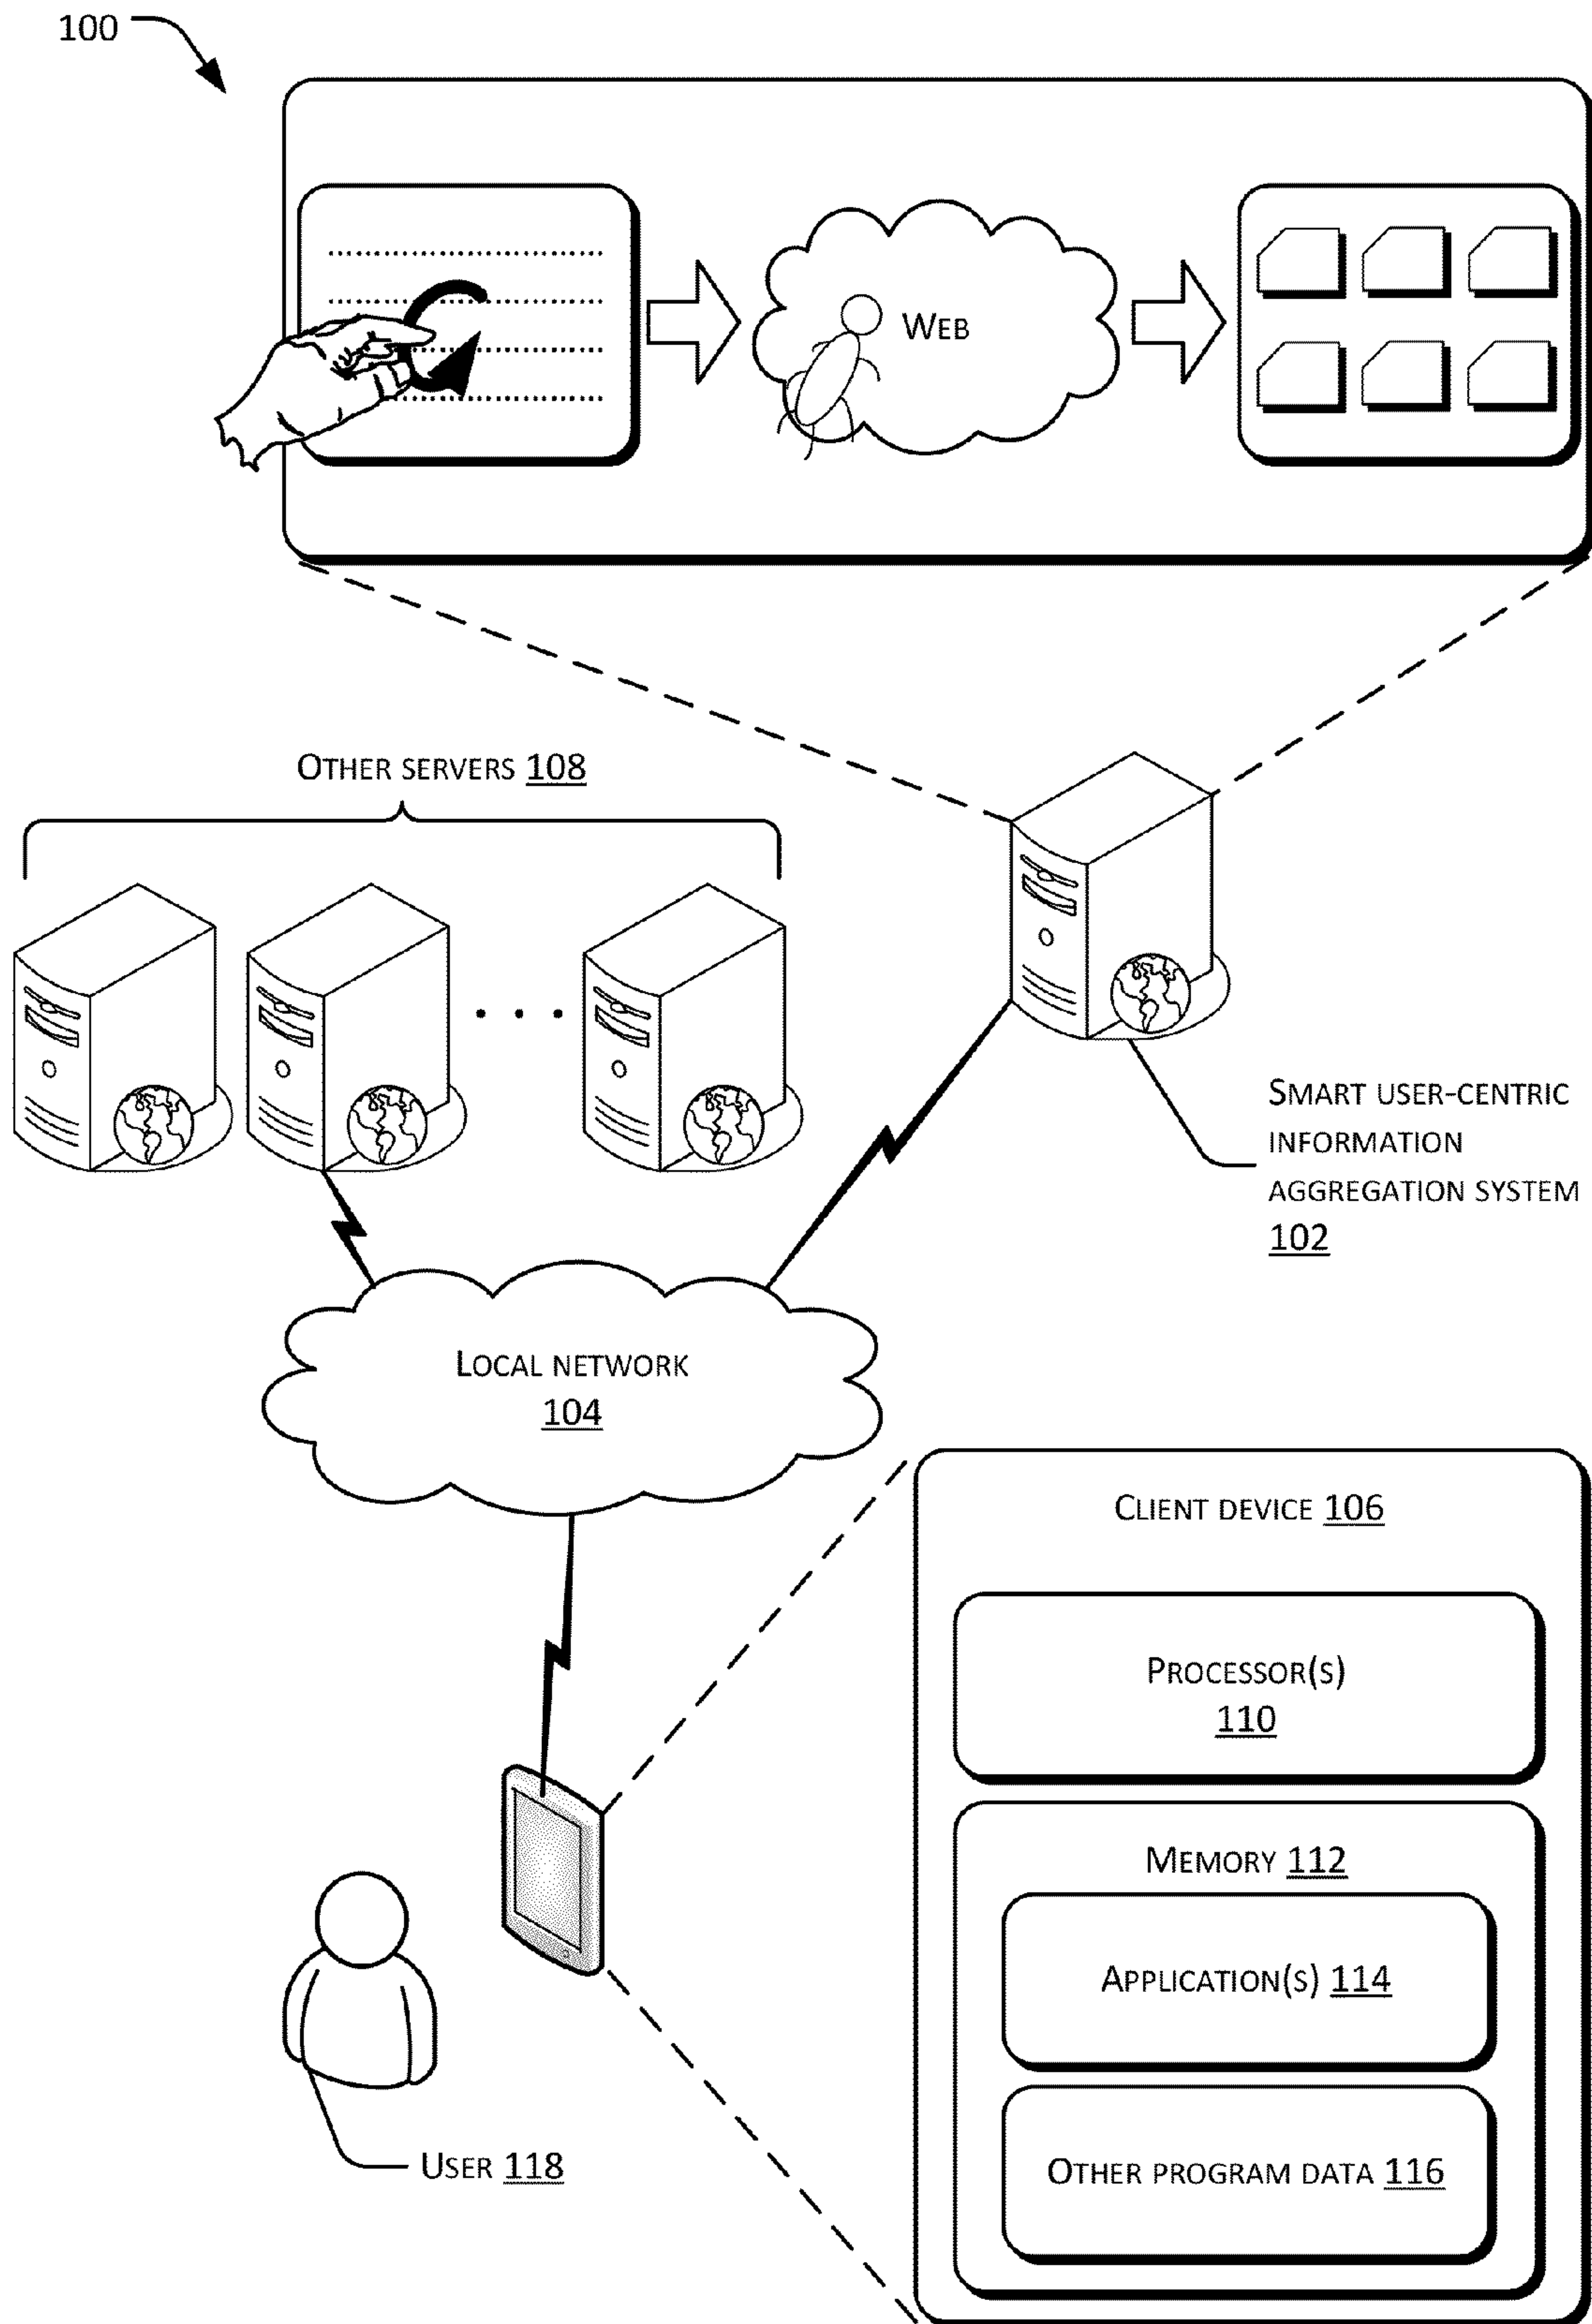 100
WEB
OTHER SERVERS 108
SMART USER-CENTRIC
INFORMATION
AGGREGATION SYSTEM
102
LOCAL NETWORK
104
CLIENT DEVICE 106
PROCESSOR(S)
110
MEMORY 112
APPLICATION(S) 114
OTHER PROGRAM DATA 116
USER 118